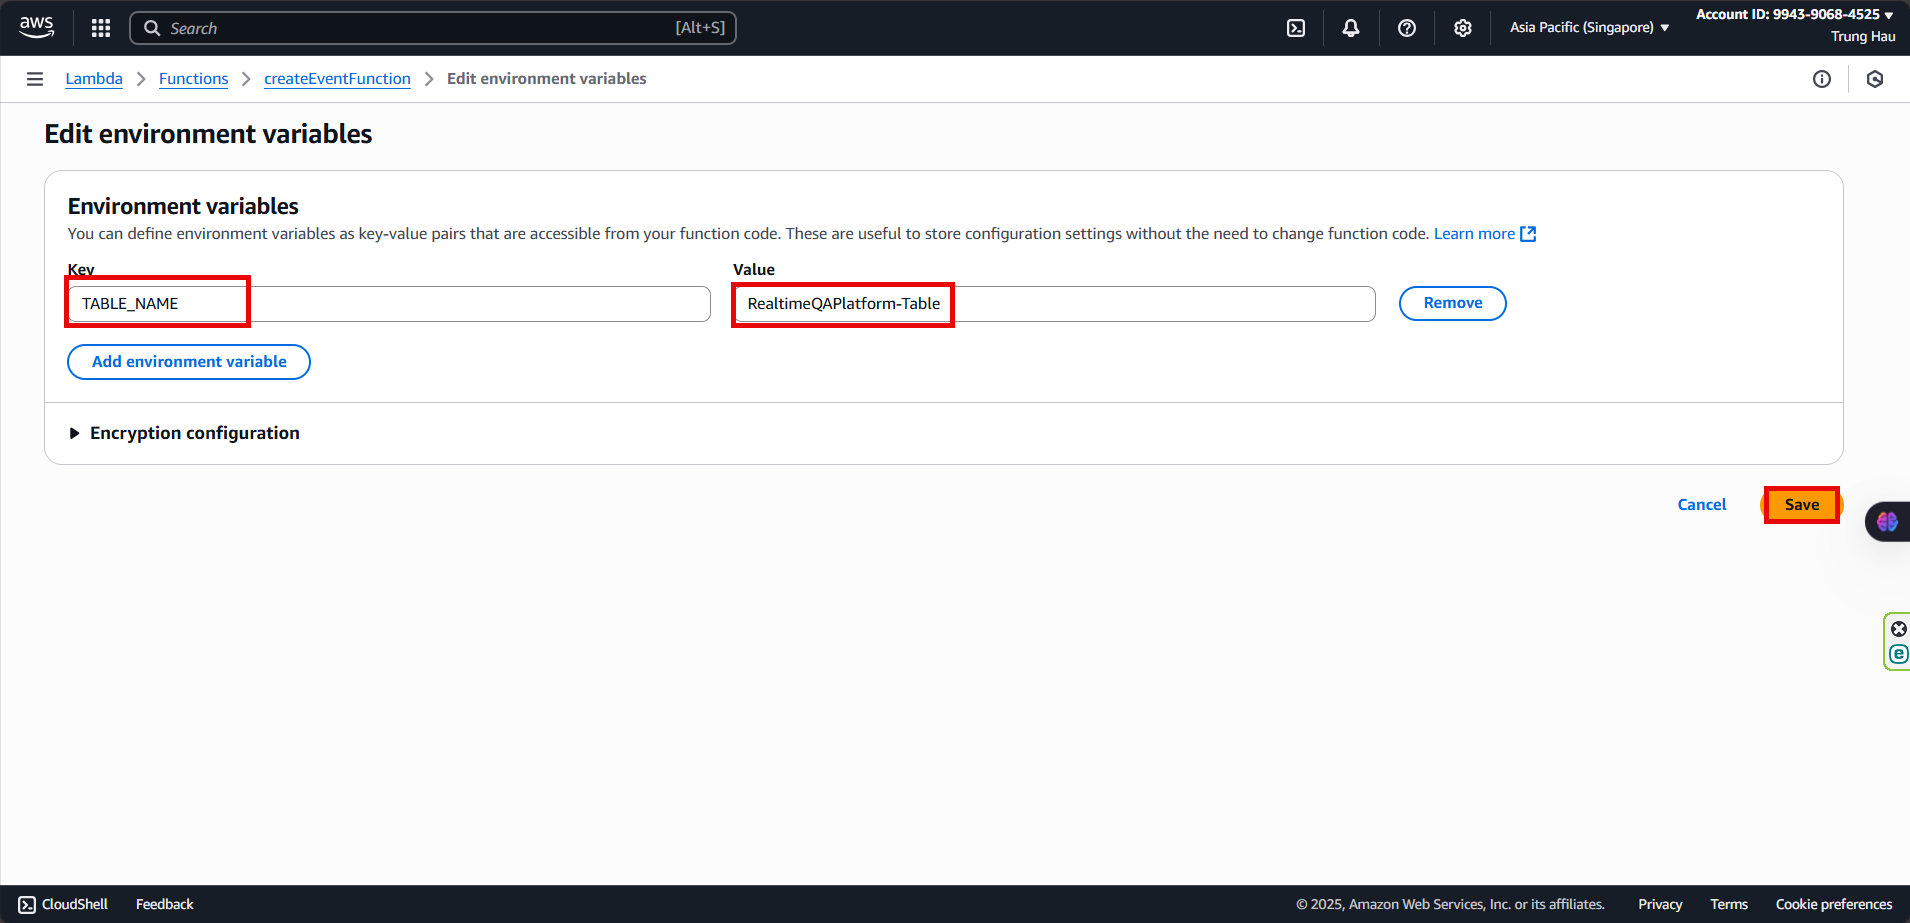 aws
Search [Alt+S]
Asia Pacific (Singapore)
Account ID: 9943-9068-4525
Trung Hau
Lambda Functions createEventFunction Edit environment variables
Edit environment variables
Environment variables
You can define environment variables as key-value pairs that are accessible from your function code. These are useful to store configuration settings without the need to change function code. Learn more
Key Value
TABLE_NAME RealtimeQAPlatform-Table Remove
Add environment variable
Encryption configuration
Cancel Save
CloudShell Feedback © 2025, Amazon Web Services, Inc. or its affiliates. Privacy Terms Cookie preferences